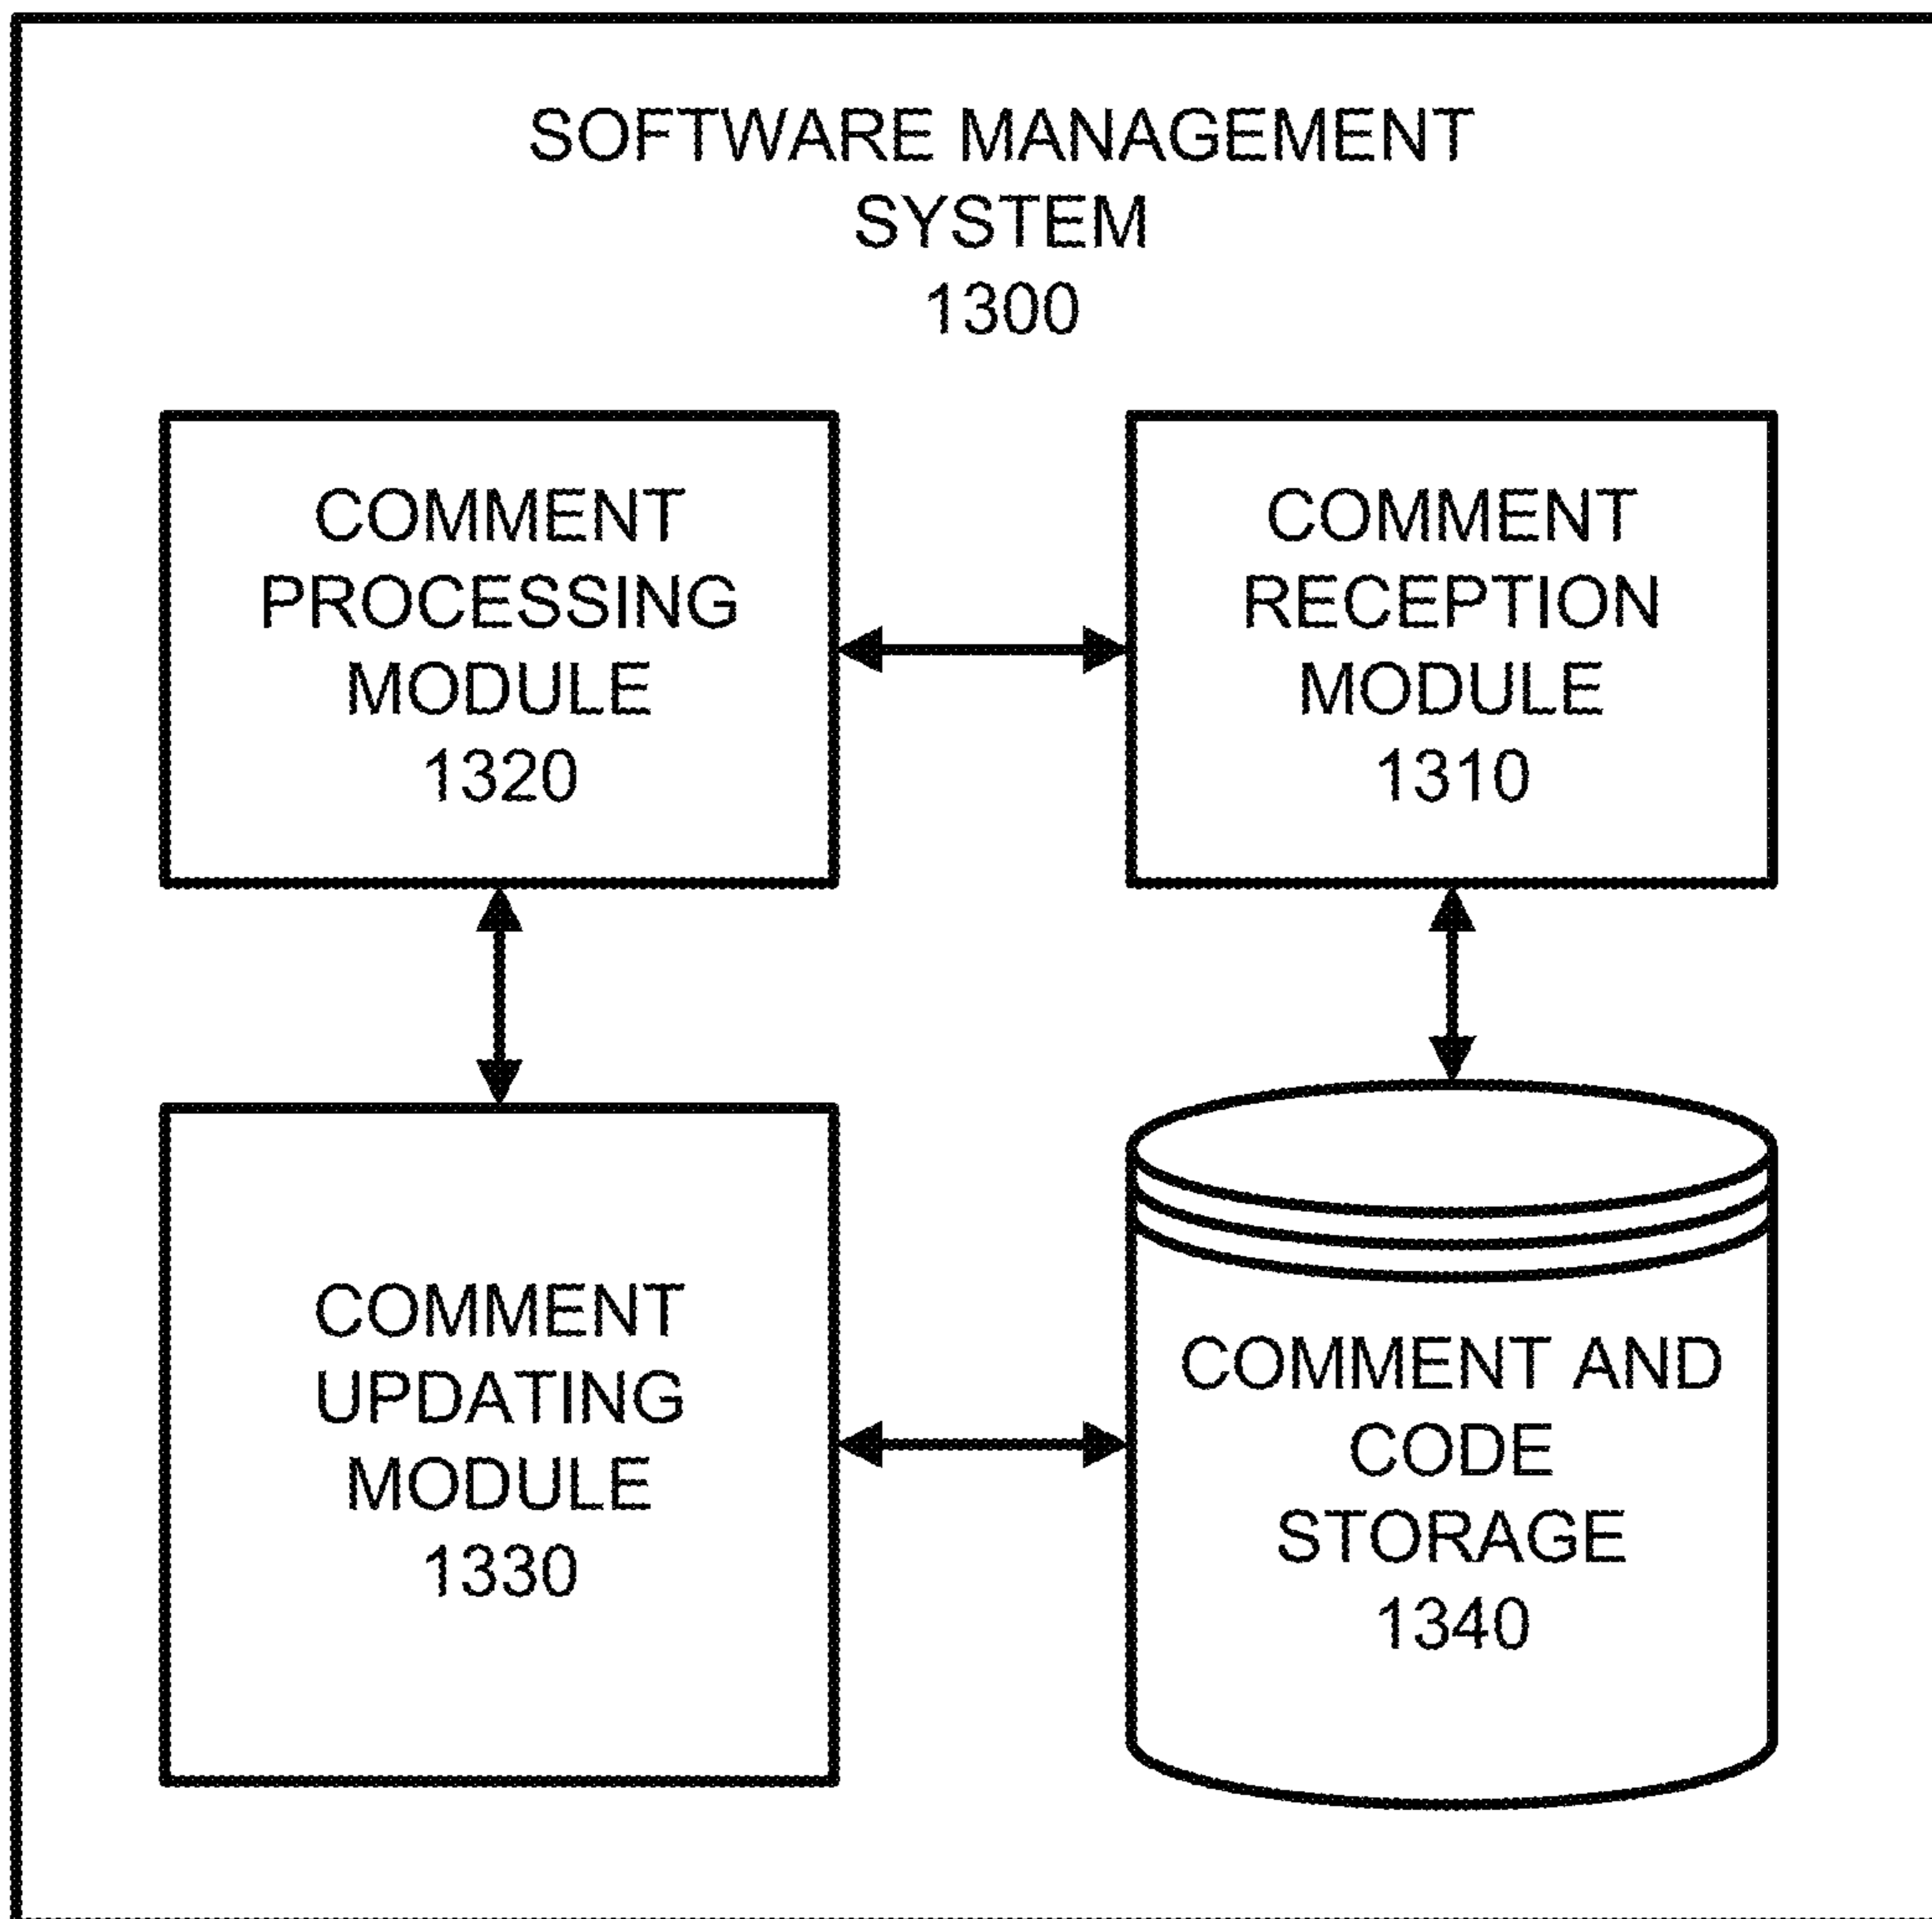 SOFTWARE MANAGEMENT
SYSTEM
1300
COMMENT
PROCESSING
MODULE
1320
COMMENT
RECEPTION
MODULE
1310
COMMENT
UPDATING
MODULE
1330
COMMENT AND
CODE
STORAGE
1340